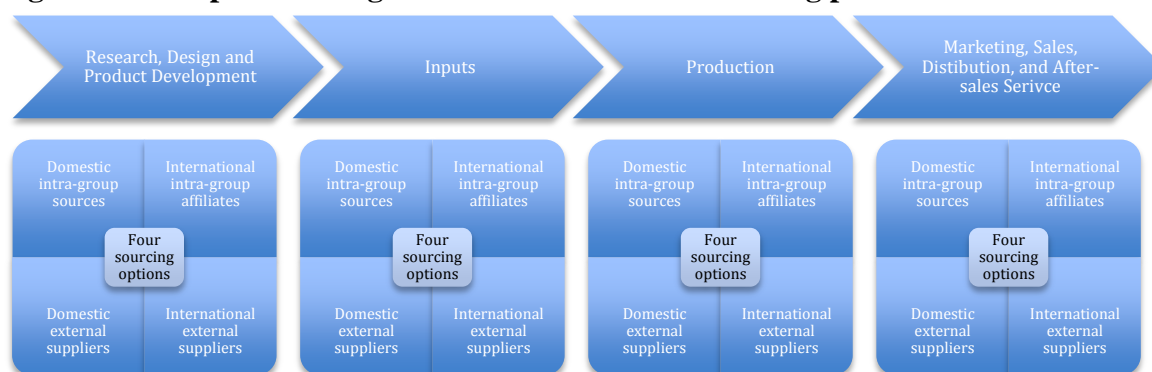 Research, Design and
Product Development
Inputs
Production
Marketing, Sales,
Distibution, and After-
sales Serivce
Domestic
intra-group
sources
International
intra-group
affiliates
Four
sourcing
options
Domestic
external
suppliers
International
external
suppliers
Domestic
intra-group
sources
International
intra-group
affiliates
Four
sourcing
options
Domestic
external
suppliers
International
external
suppliers
Domestic
intra-group
sources
International
intra-group
affiliates
Four
sourcing
options
Domestic
external
suppliers
International
external
suppliers
Domestic
intra-group
sources
International
intra-group
affiliates
Four
sourcing
options
Domestic
external
suppliers
International
external
suppliers